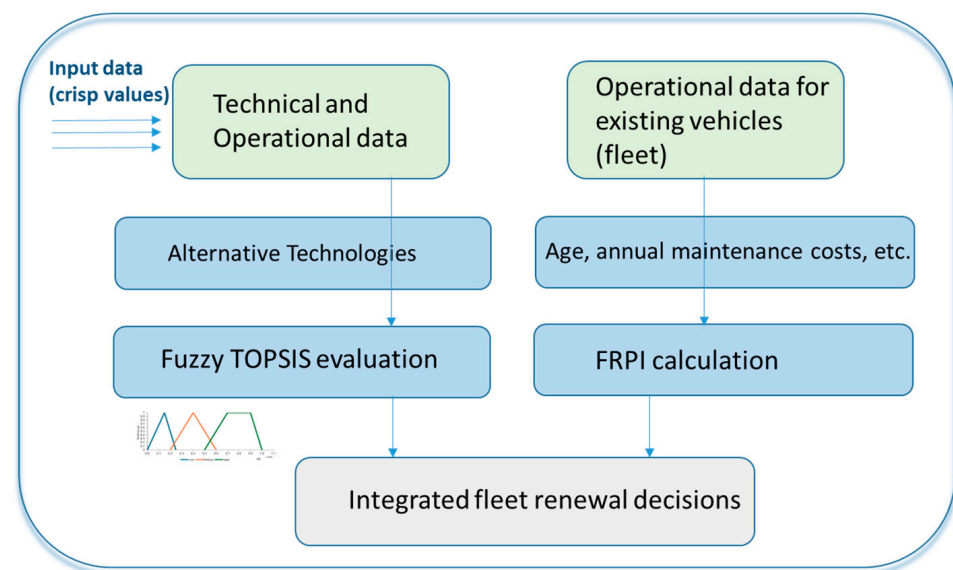 Input data
(crisp values)
Technical and
Operational data
Operational data for
existing vehicles
(fleet)
Alternative Technologies
Age, annual maintenance costs, etc.
Fuzzy TOPSIS evaluation
FRPI calculation
Integrated fleet renewal decisions